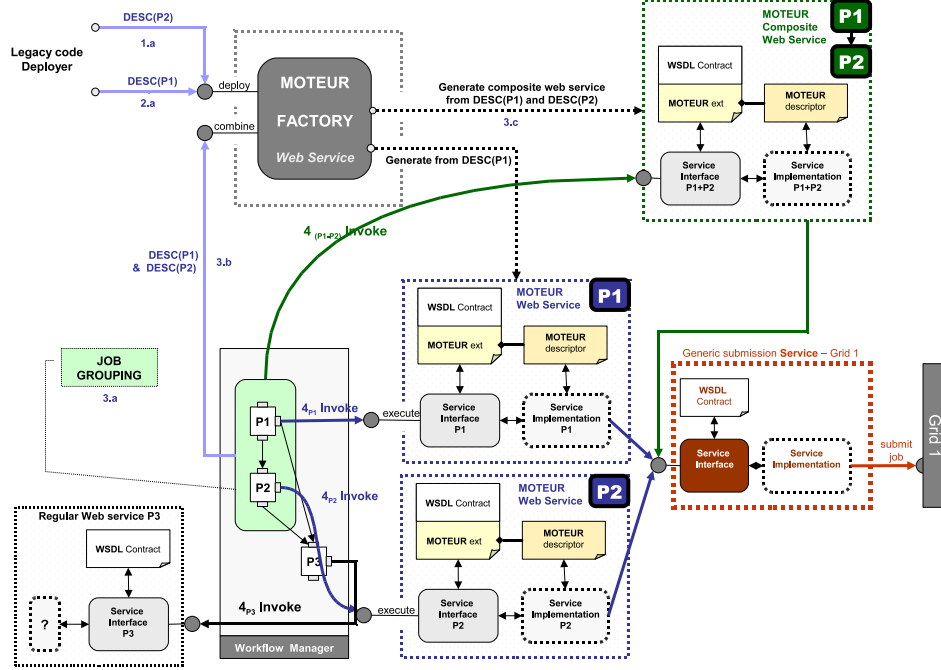 DESC(P2)
1.a
Legacy code
Deployer
DESC(P1)
2.a
deploy
combine
MOTEUR
FACTORY
Web Service
Generate composite web service
from DESC(P1) and DESC(P2)
3.c
Generate from DESC(P1)
MOTEUR
Composite
Web Service
P1
P2
WSDL Contract
MOTEUR ext
MOTEUR
descriptor
Service
Interface
P1+P2
Service
Implementation
P1+P2
4 (P1-P2) Invoke
DESC(P1)
& DESC(P2)
3.b
MOTEUR
Web Service
P1
WSDL Contract
MOTEUR ext
MOTEUR
descriptor
execute
Service
Interface
P1
Service
Implementation
P1
JOB
GROUPING
3.a
P1
P2
P3
4P1 Invoke
4P2 Invoke
4P3 Invoke
Workflow Manager
MOTEUR
Web Service
P2
WSDL Contract
MOTEUR ext
MOTEUR
descriptor
execute
Service
Interface
P2
Service
Implementation
P2
Regular Web service P3
WSDL Contract
?
Service
Interface
P3
Generic submission Service – Grid 1
WSDL
Contract
Service
Interface
Service
Implementation
submit
job
Grid 1